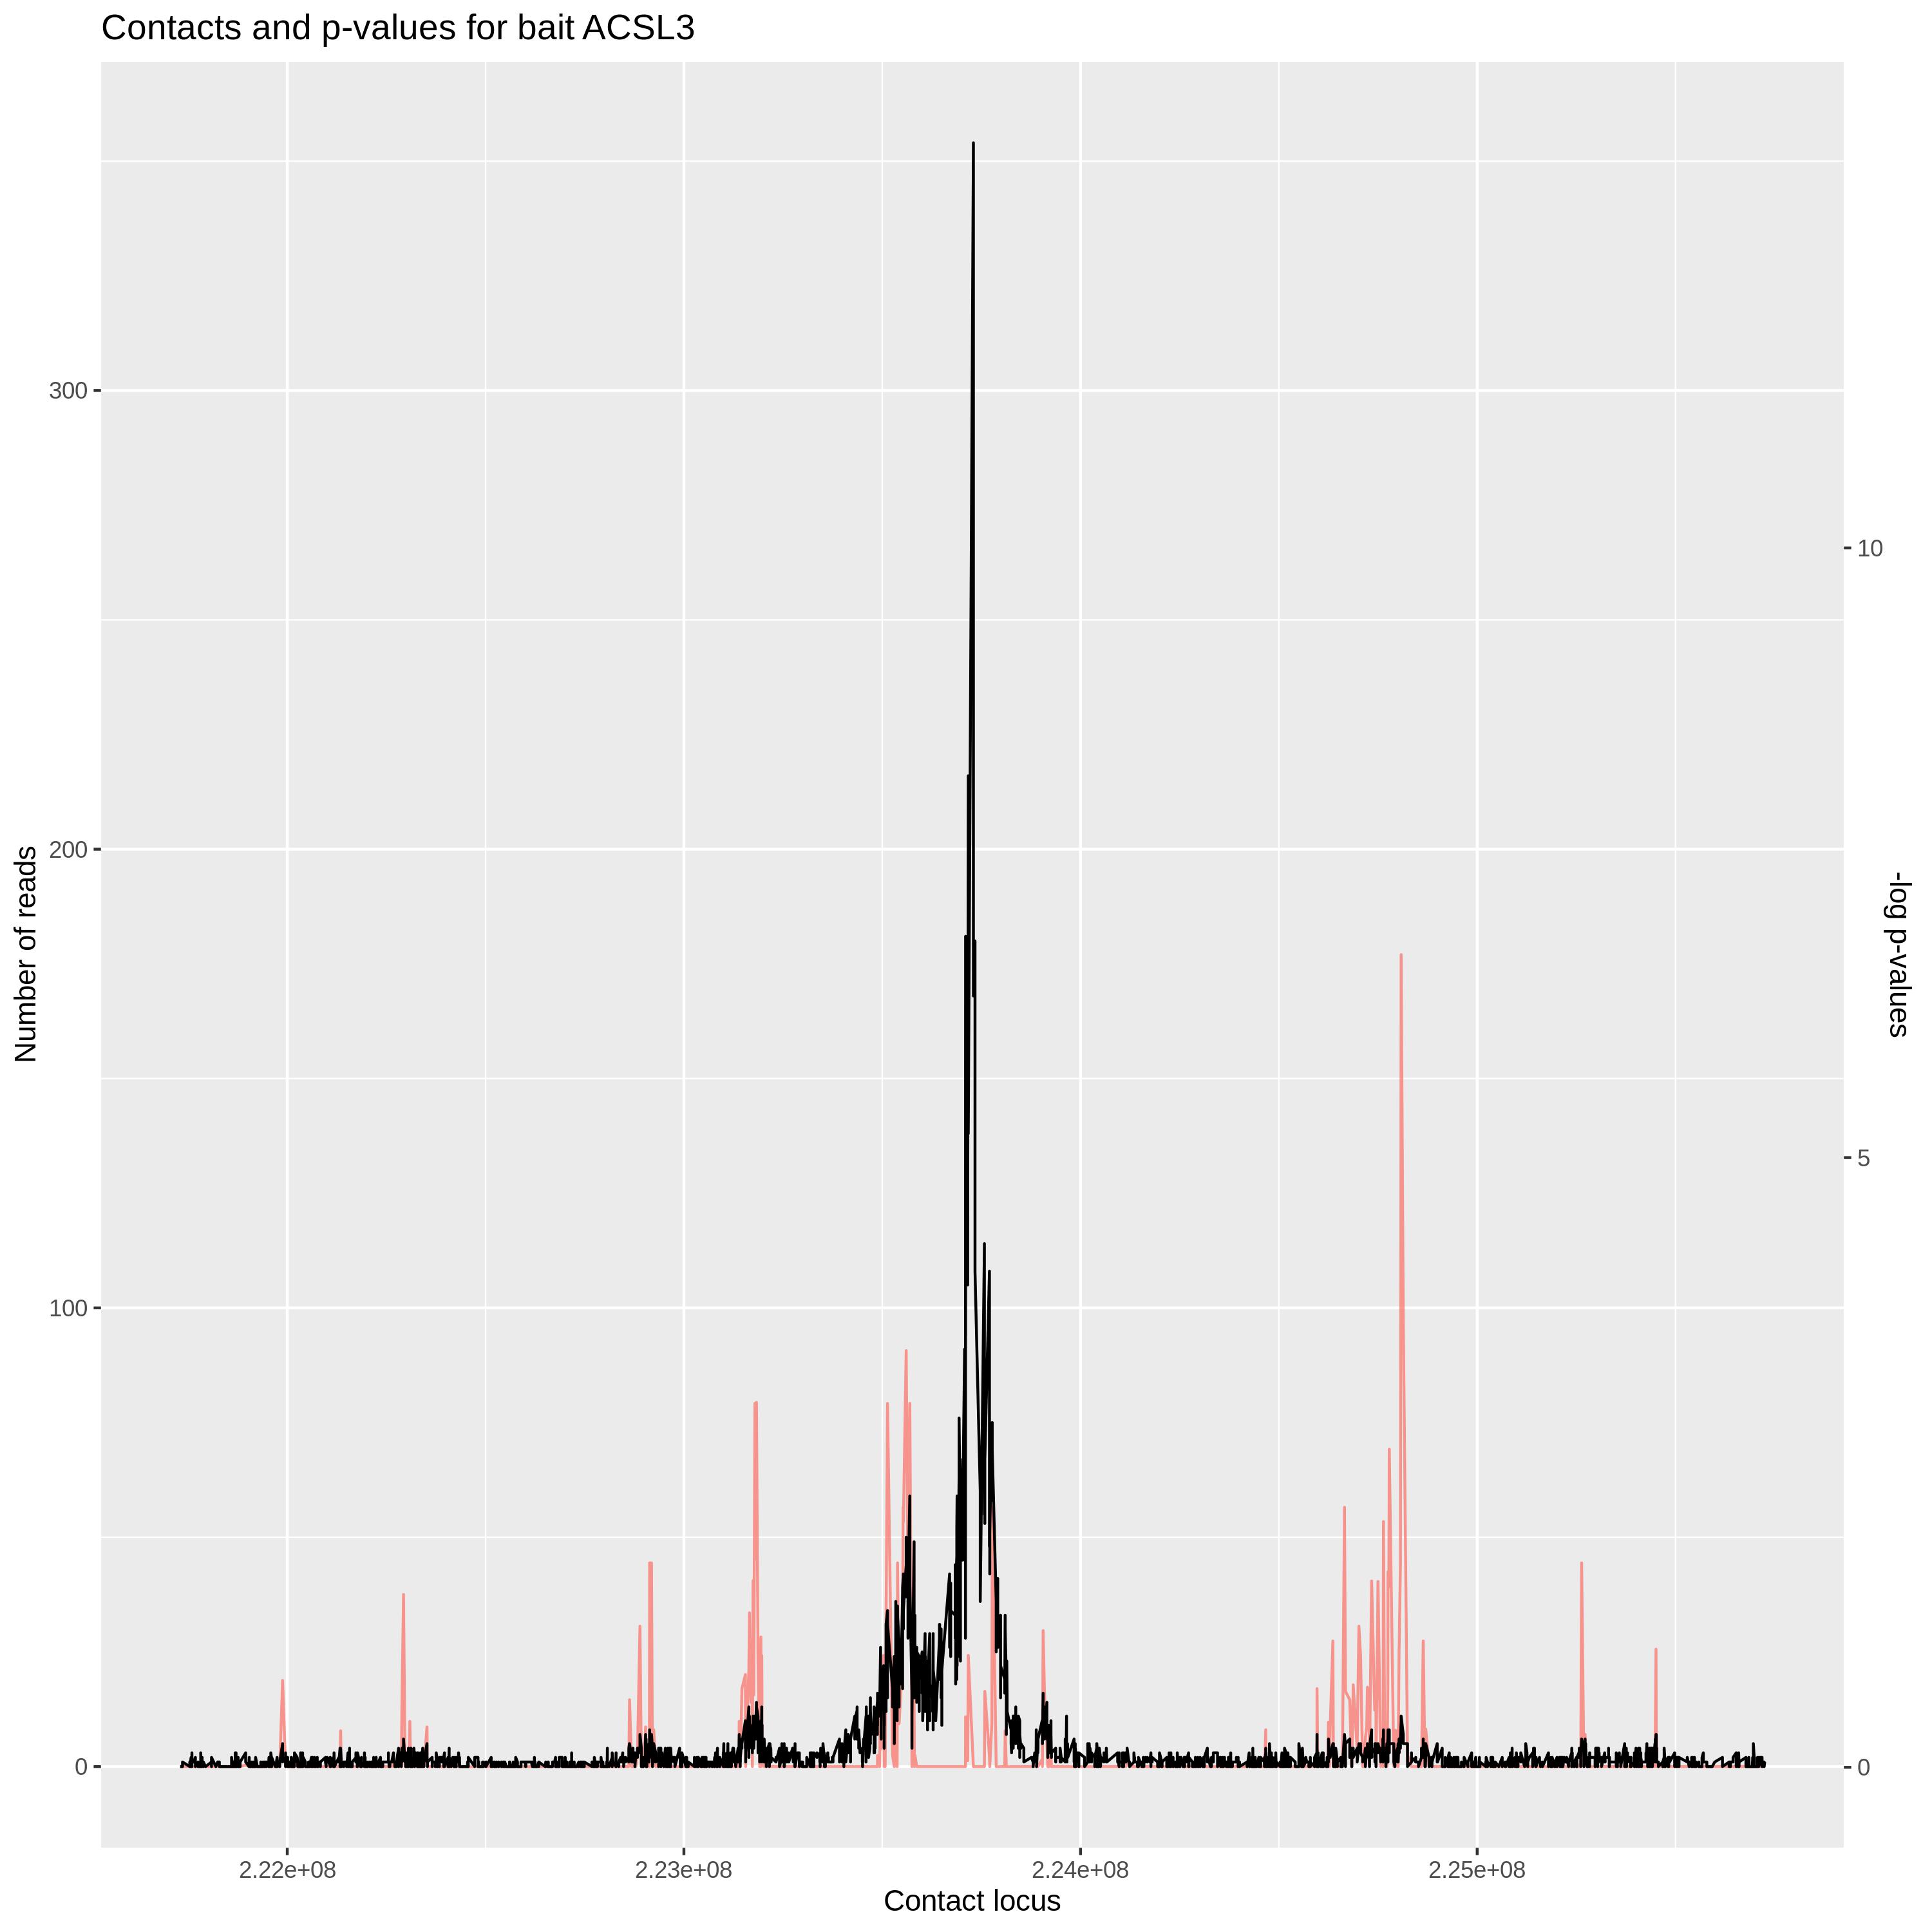 Contacts and p-values for bait ACSL3
Number of reads
300
200
100
0
10
5
0
-log p-values
2.22e+08 2.23e+08 2.24e+08 2.25e+08
Contact locus